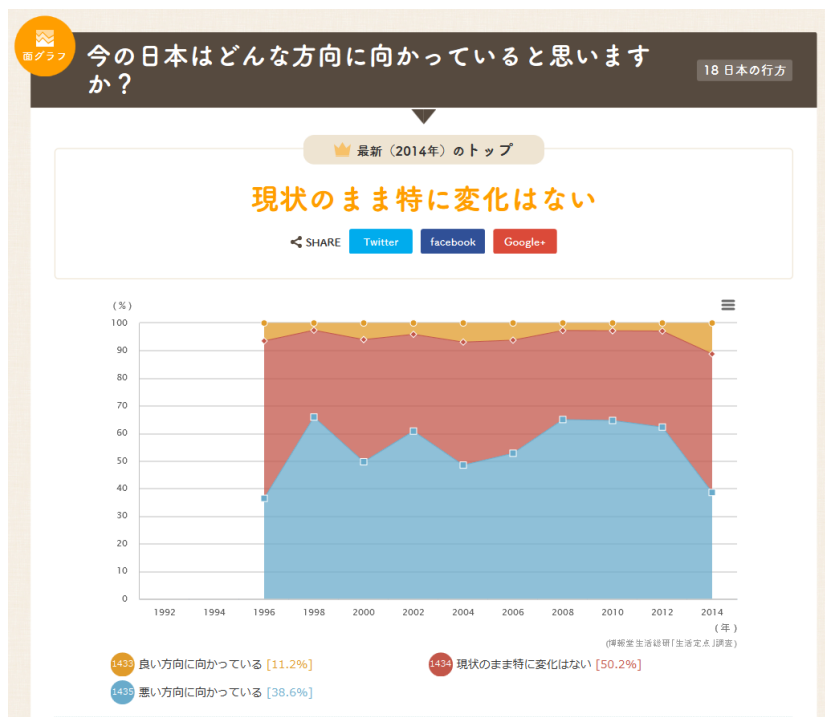 面グラフ
今の日本はどんな方向に向かっていると思います
か？
18 日本の行方
最新（2014年）のトップ
現状のまま特に変化はない
SHARE
Twitter
facebook
Google+
(％)
100
90
80
70
60
50
40
30
20
10
0
1992 1994 1996 1998 2000 2002 2004 2006 2008 2010 2012 2014
(年)
(博報堂生活総研「生活定点」調査)
1433 良い方向に向かっている [11.2%]
1434 現状のまま特に変化はない [50.2%]
1435 悪い方向に向かっている [38.6%]